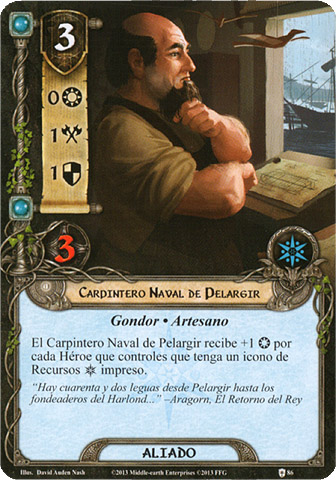 3
0
1
1
3
Carpintero Naval de Pelargir
Gondor • Artesano
El Carpintero Naval de Pelargir recibe +1 por
cada Héroe que controles que tenga un icono de
Recursos impreso.
"Hay cuarenta y dos leguas desde Pelargir hasta los
fondeaderos del Harlond..." –Aragorn, El Retorno del Rey
ALIADO
Illus. David Auden Nash ©2013 Middle-earth Enterprises ©2013 FFG 86